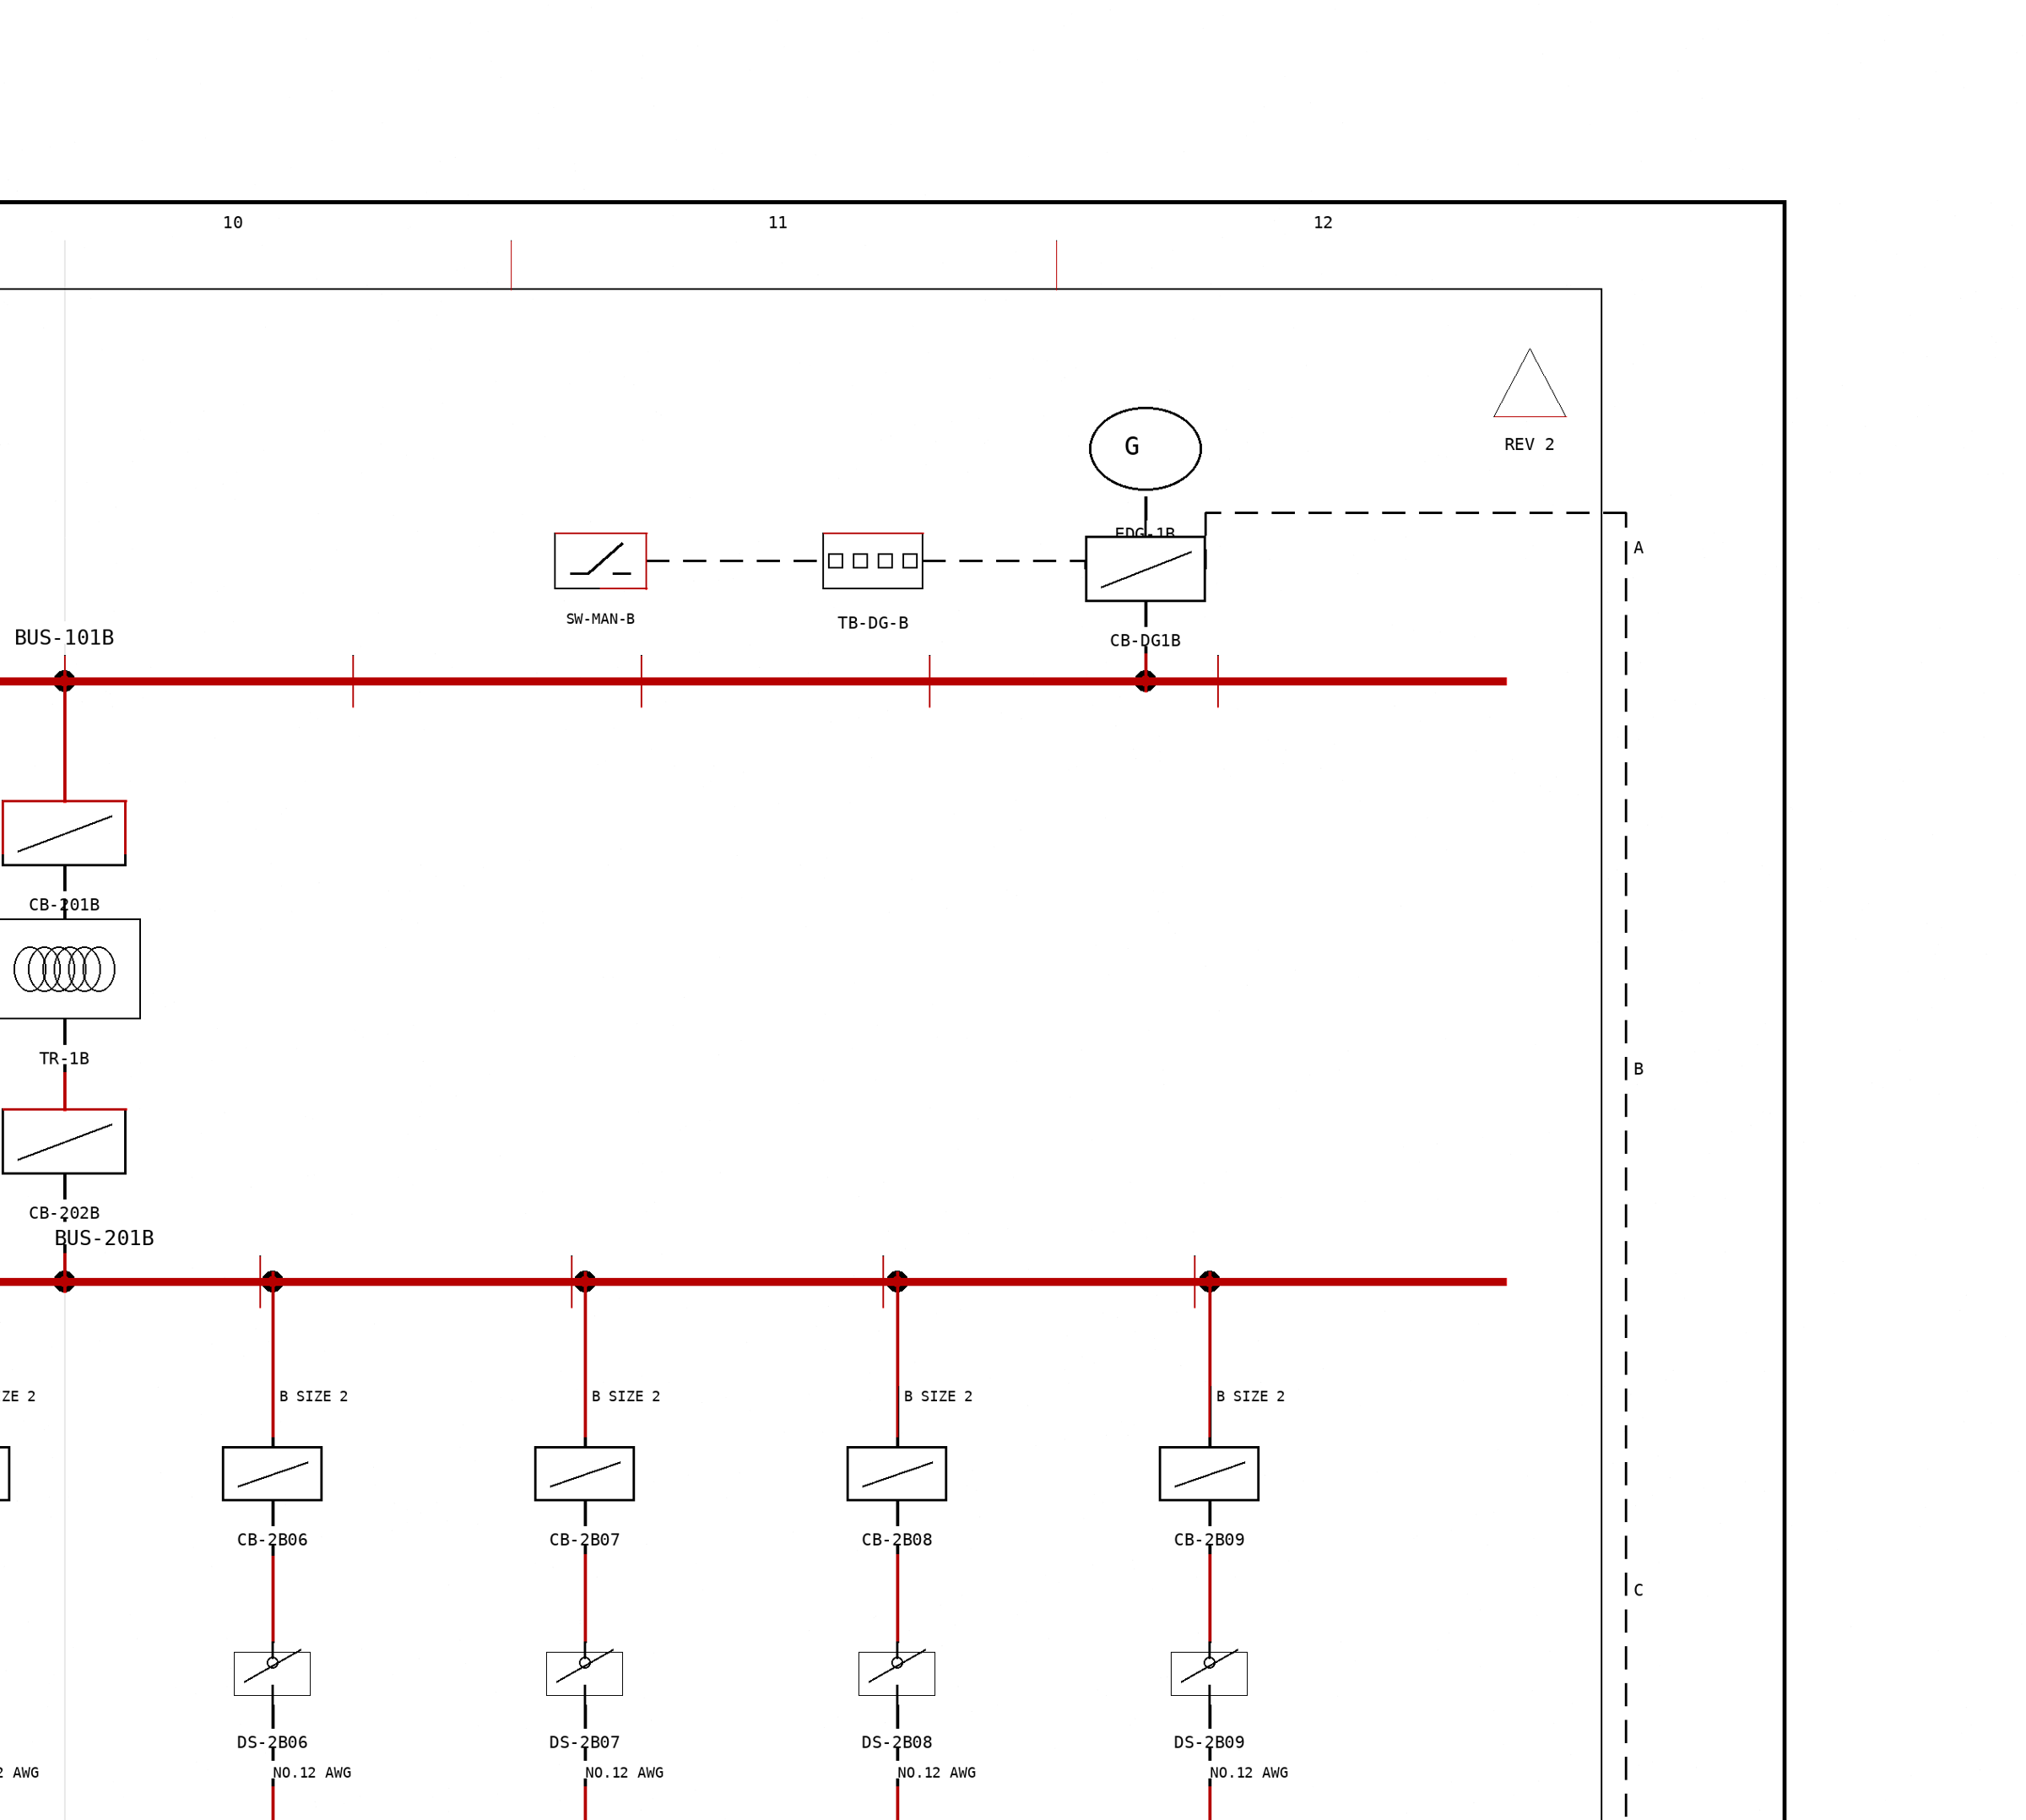 10 11 12
REV 2
G
EDG-1B
A
SW-MAN-B TB-DG-B
BUS-101B CB-DG1B
CB-201B
TR-1B
B
CB-202B
BUS-201B
ZE 2 B SIZE 2 B SIZE 2 B SIZE 2 B SIZE 2
CB-2B06 CB-2B07 CB-2B08 CB-2B09
C
DS-2B06 DS-2B07 DS-2B08 DS-2B09
2 AWG NO.12 AWG NO.12 AWG NO.12 AWG NO.12 AWG